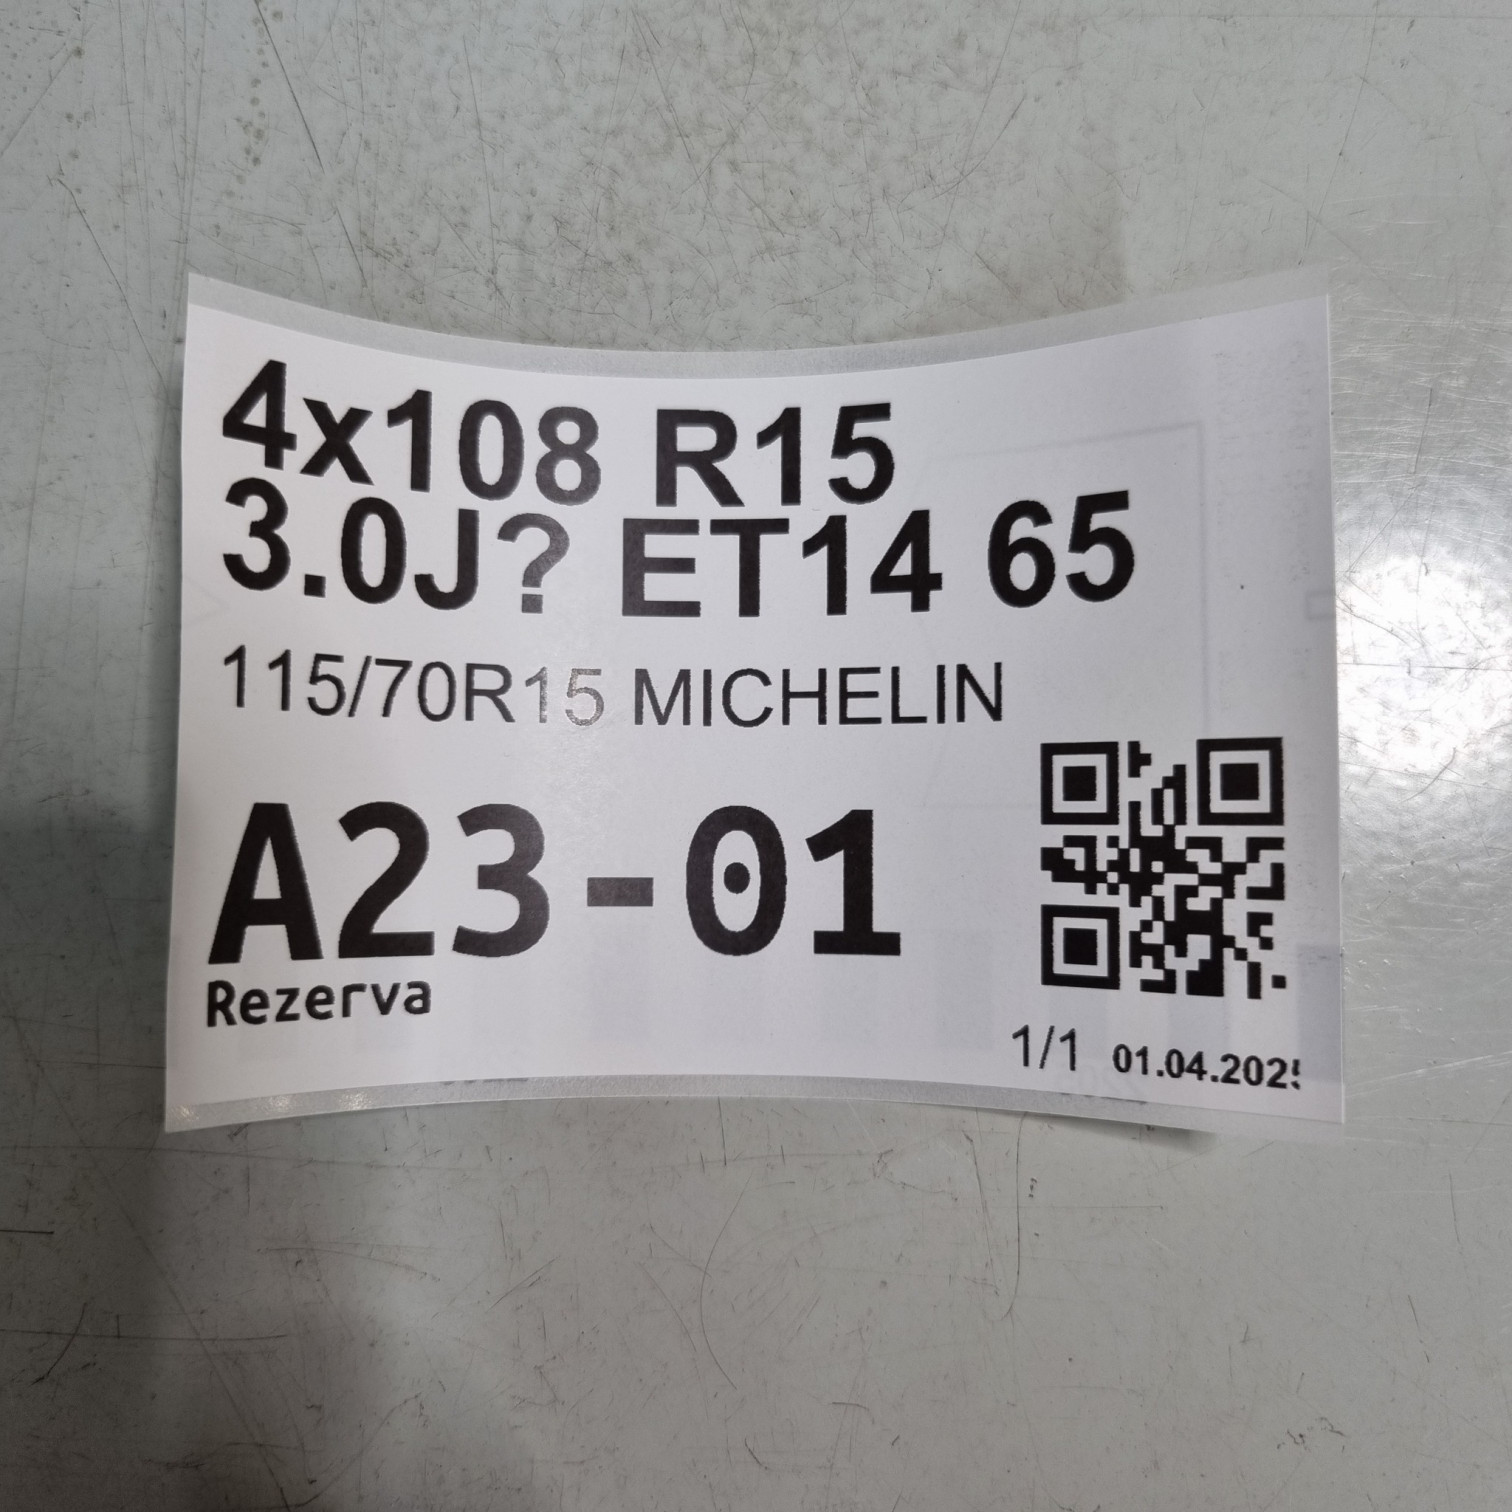 4x108 R15
3.0J? ET14 65
115/70R15 MICHELIN
A23-01
Rezerva
1/1 01.04.2025